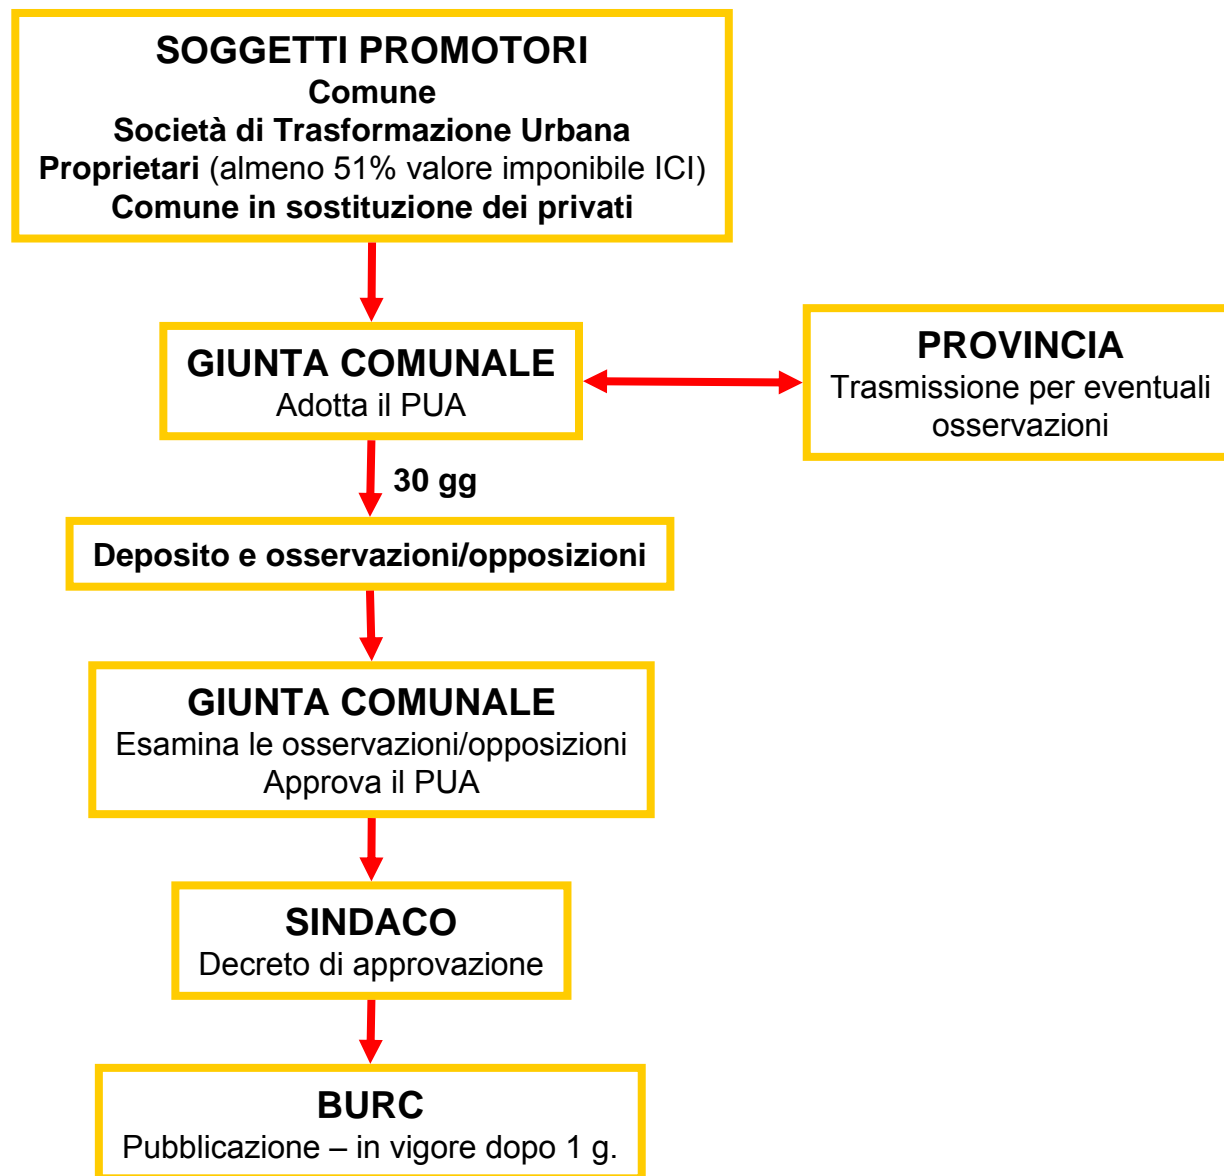 SOGGETTI PROMOTORI
Comune
Società di Trasformazione Urbana
Proprietari (almeno 51% valore imponibile ICI)
Comune in sostituzione dei privati
GIUNTA COMUNALE
Adotta il PUA
PROVINCIA
Trasmissione per eventuali
osservazioni
30 gg
Deposito e osservazioni/opposizioni
GIUNTA COMUNALE
Esamina le osservazioni/opposizioni
Approva il PUA
SINDACO
Decreto di approvazione
BURC
Pubblicazione – in vigore dopo 1 g.